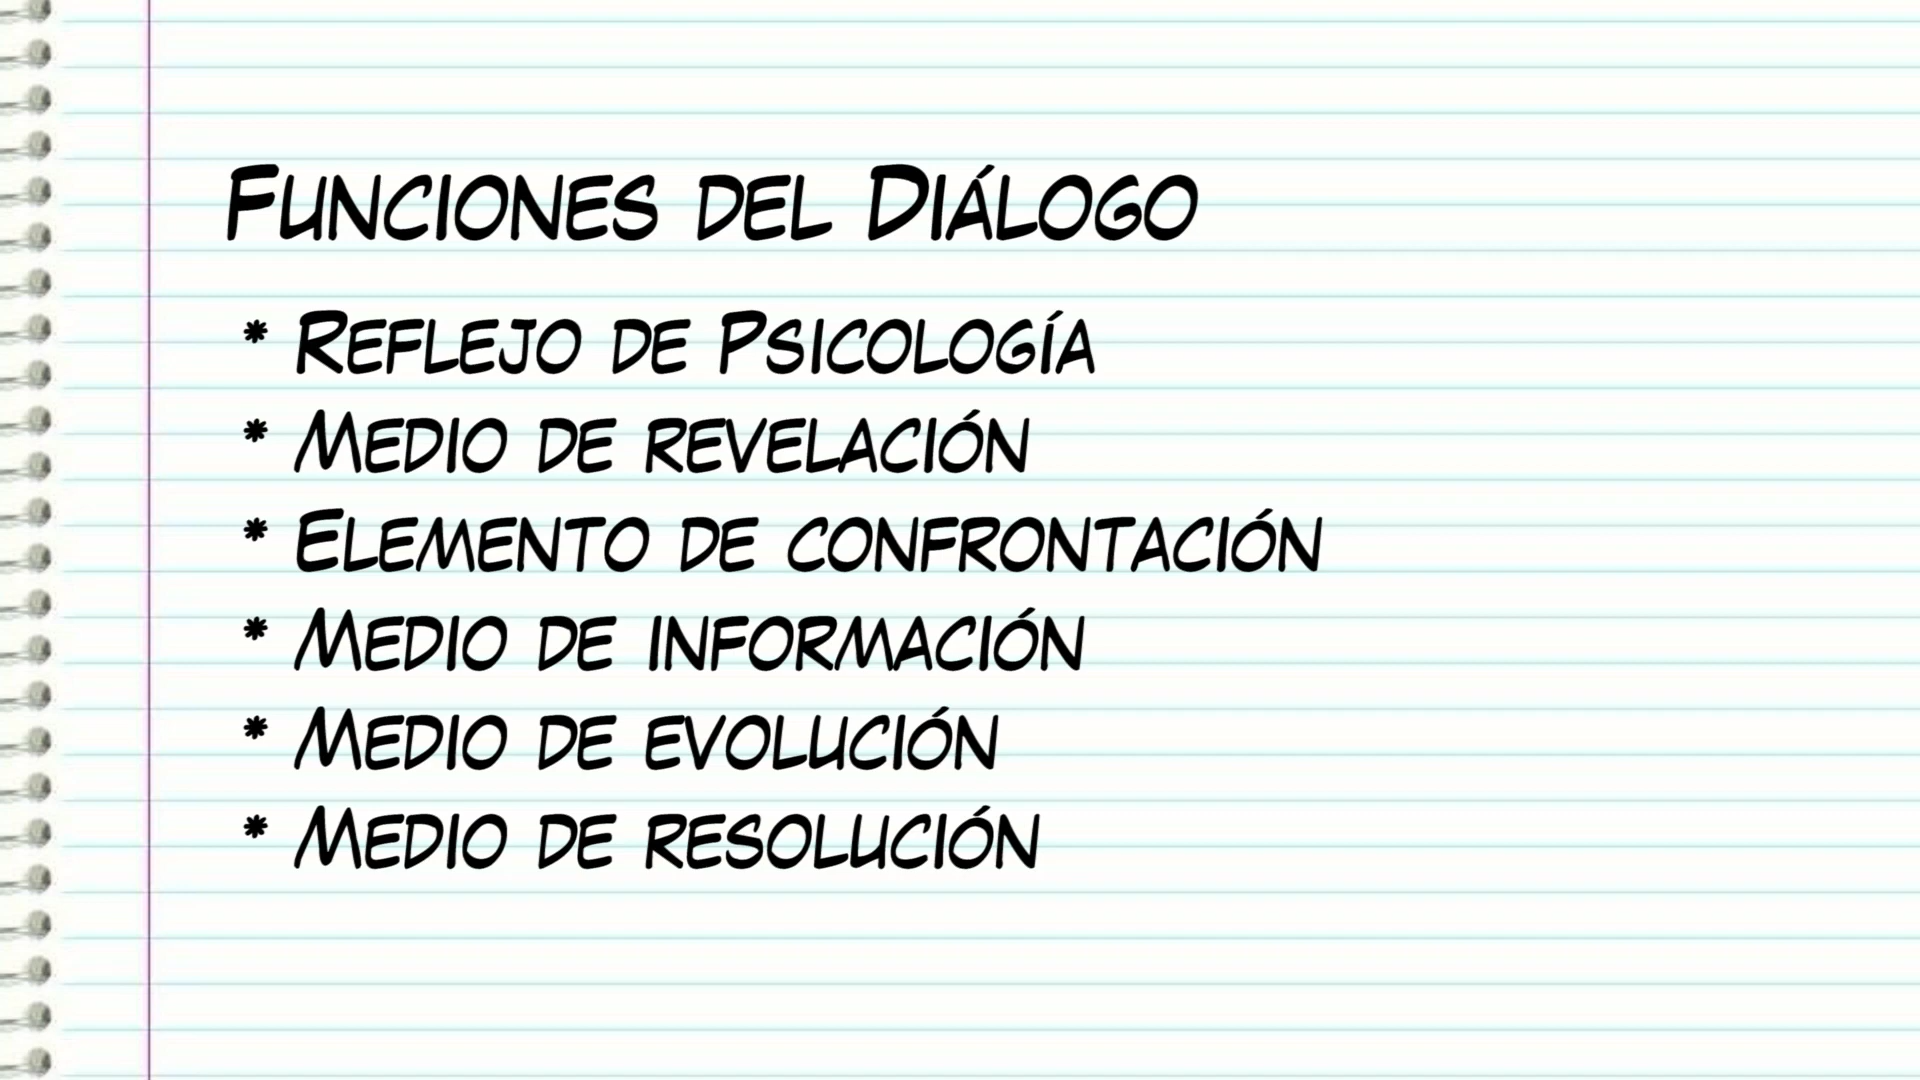 Funciones del Diálogo
* Reflejo de Psicología
* Medio de revelación
* Elemento de confrontación
* Medio de información
* Medio de evolución
* Medio de resolución